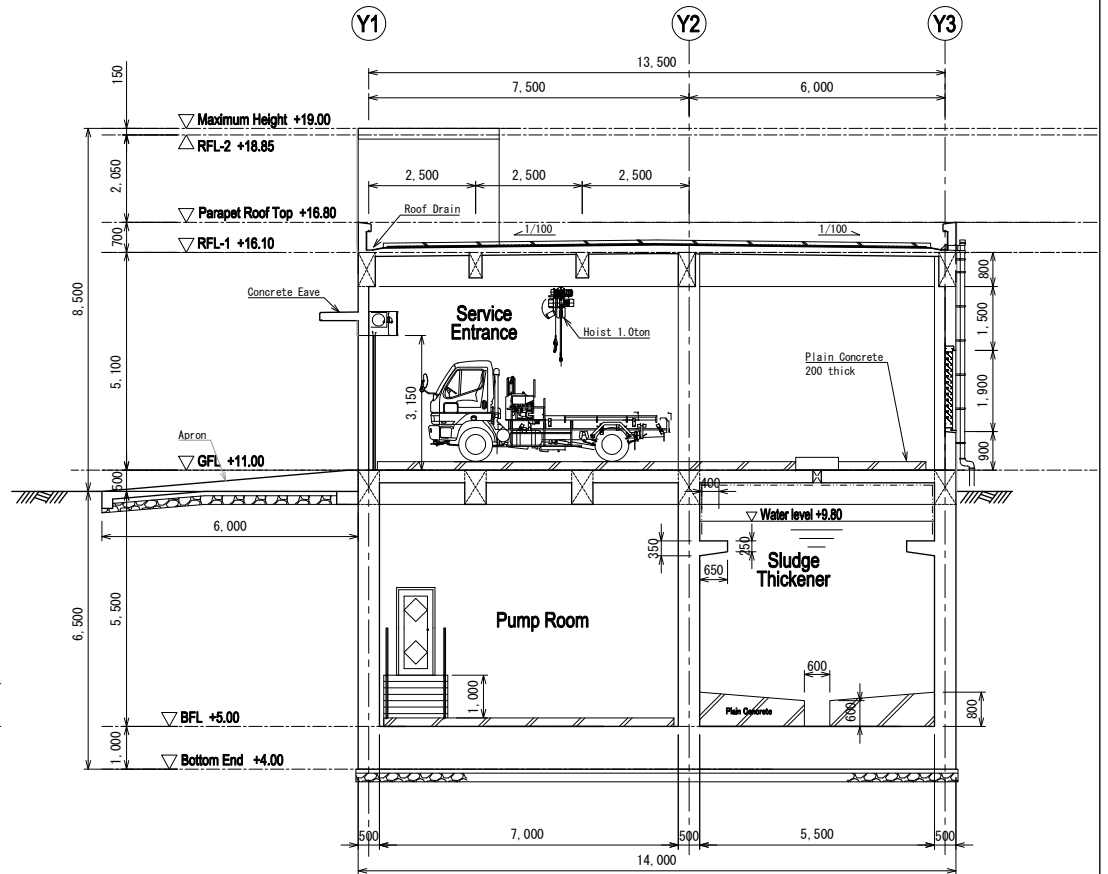 Y1
Y2
Y3
13,500
7,500
6,000
150
Maximum Height +19.00
RFL-2 +18.85
2,050
2,500
2,500
2,500
Roof Drain
Parapet Roof Top +16.80
1/100
1/100
700
RFL-1 +16.10
800
8,500
Concrete Eave
Service
Entrance
Hoist 1.0ton
1,500
5,100
3,150
Plain Concrete
200 thick
1,900
Apron
900
GFL +11.00
500
400
6,000
Water level +9.80
350
250
Sludge
Thickener
650
6,500
5,500
Pump Room
600
1,000
Plain Concrete
600
800
BFL +5.00
1,000
Bottom End +4.00
500
7,000
500
5,500
500
14,000